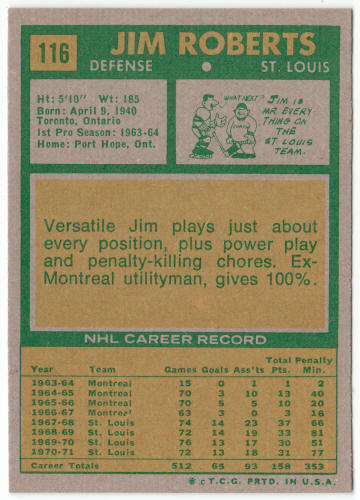 116
JIM ROBERTS
DEFENSE • ST. LOUIS
Ht: 5'10" Wt: 185
Born: April 9, 1940
Toronto, Ontario
1st Pro Season: 1963-64
Home: Port Hope, Ont.
WHAT NEXT?
JIM IS
MR. EVERY
THING ON
THE
ST LOUIS
TEAM.
Versatile Jim plays just about
every position, plus power play
and penalty-killing chores. Ex-
Montreal utilityman, gives 100%.
NHL CAREER RECORD
Total Penalty
Year Team Games Goals Ass'ts Pts. Min.
1963-64 Montreal 15 0 1 1 2
1964-65 Montreal 70 3 10 13 40
1965-66 Montreal 70 5 5 10 20
1966-67 Montreal 63 3 0 3 16
1967-68 St. Louis 74 14 23 37 66
1968-69 St. Louis 72 14 19 33 81
1969-70 St. Louis 76 13 17 30 51
1970-71 St. Louis 72 13 18 31 77
Career Totals 512 65 93 158 353
© T.C.G. PRTD. IN U.S.A.